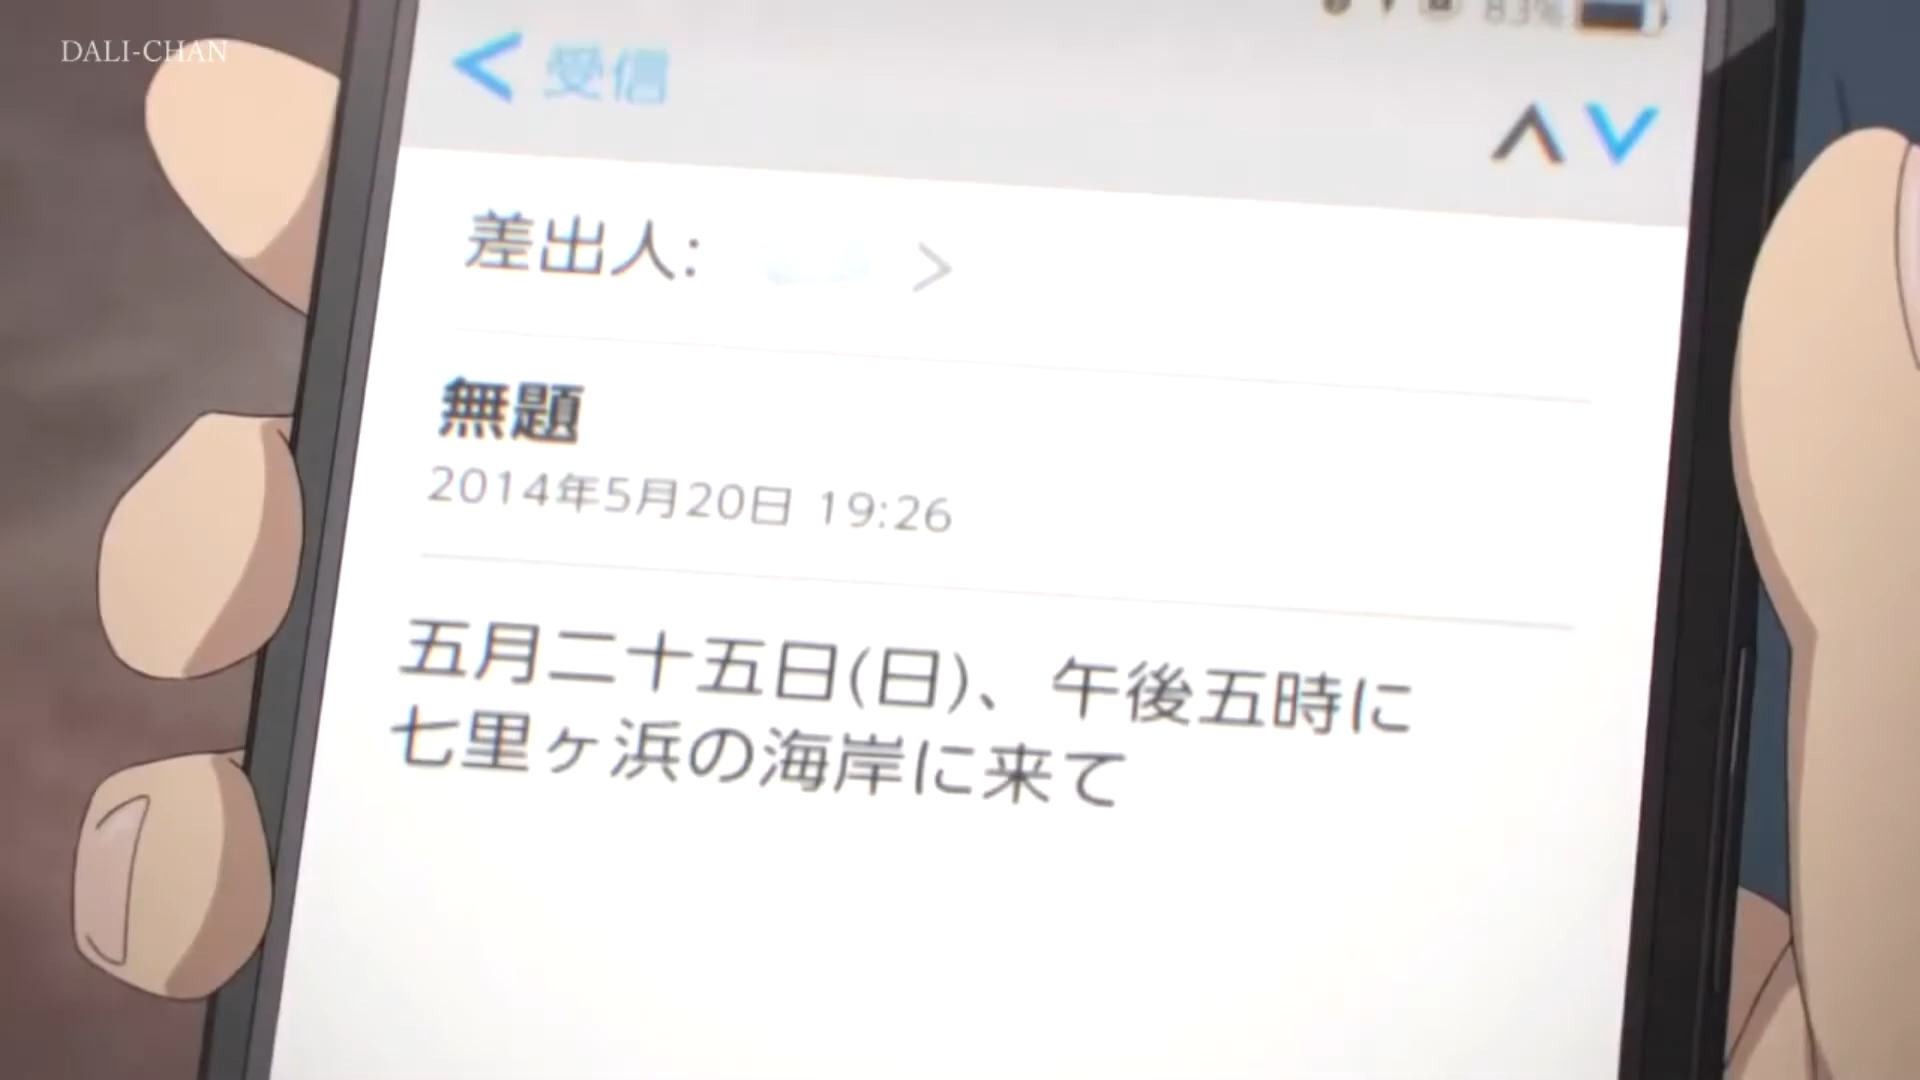 DALI-CHAN
83%
受信
差出人:
無題
2014年5月20日 19:26
五月二十五日(日)、午後五時に
七里ヶ浜の海岸に来て